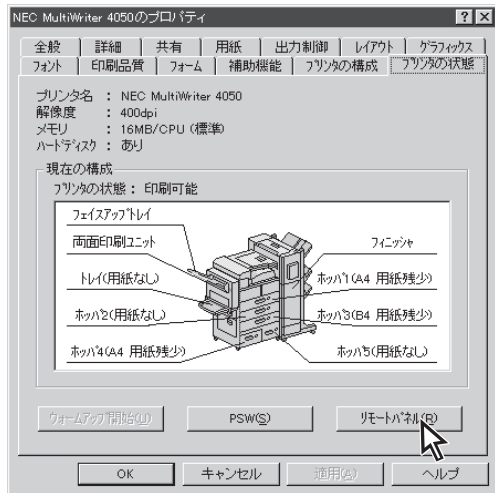 NEC MultiWriter 4050のプロパティ
全般 詳細 共有 用紙 出力制御 ﾚｲｱｳﾄ ｸﾞﾗﾌｨｯｸｽ
ﾌｫﾝﾄ 印刷品質 ﾌｫｰﾑ 補助機能 ﾌﾟﾘﾝﾀの構成 ﾌﾟﾘﾝﾀの状態
プリンタ名 : NEC MultiWriter 4050
解像度 : 400dpi
メモリ : 16MB/CPU (標準)
ﾊｰﾄﾞﾃﾞｨｽｸ : あり
現在の構成
ﾌﾟﾘﾝﾀの状態: 印刷可能
ﾌｪｲｽｱｯﾌﾟﾄﾚｲ
両面印刷ﾕﾆｯﾄ
ﾌｨﾆｯｼｬ
ﾄﾚｲ(用紙なし)
ﾎｯﾊﾟ1(A4 用紙残少)
ﾎｯﾊﾟ2(用紙なし)
ﾎｯﾊﾟ3(B4 用紙残少)
ﾎｯﾊﾟ4(A4 用紙残少)
ﾎｯﾊﾟ5(用紙なし)
ｳｫｰﾑｱｯﾌﾟ開始(U) PSW(S) ﾘﾓｰﾄﾊﾟﾈﾙ(R)
OK キャンセル 適用(A) ヘルプ